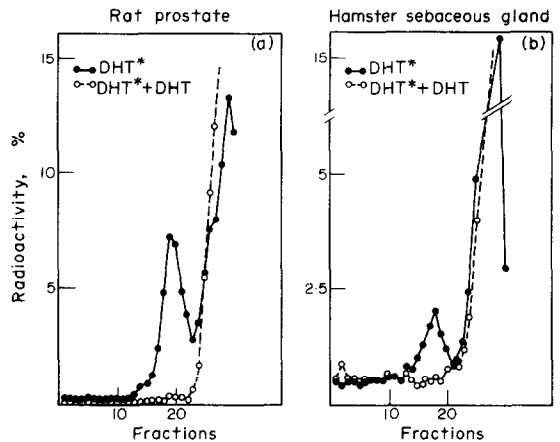 Rat prostate
Hamster sebaceous gland
(a)
DHT*
DHT*+DHT
15
10
5
10
20
Radioactivity, %
Fractions
(b)
DHT*
DHT*+DHT
15
5
2.5
10
20
Fractions